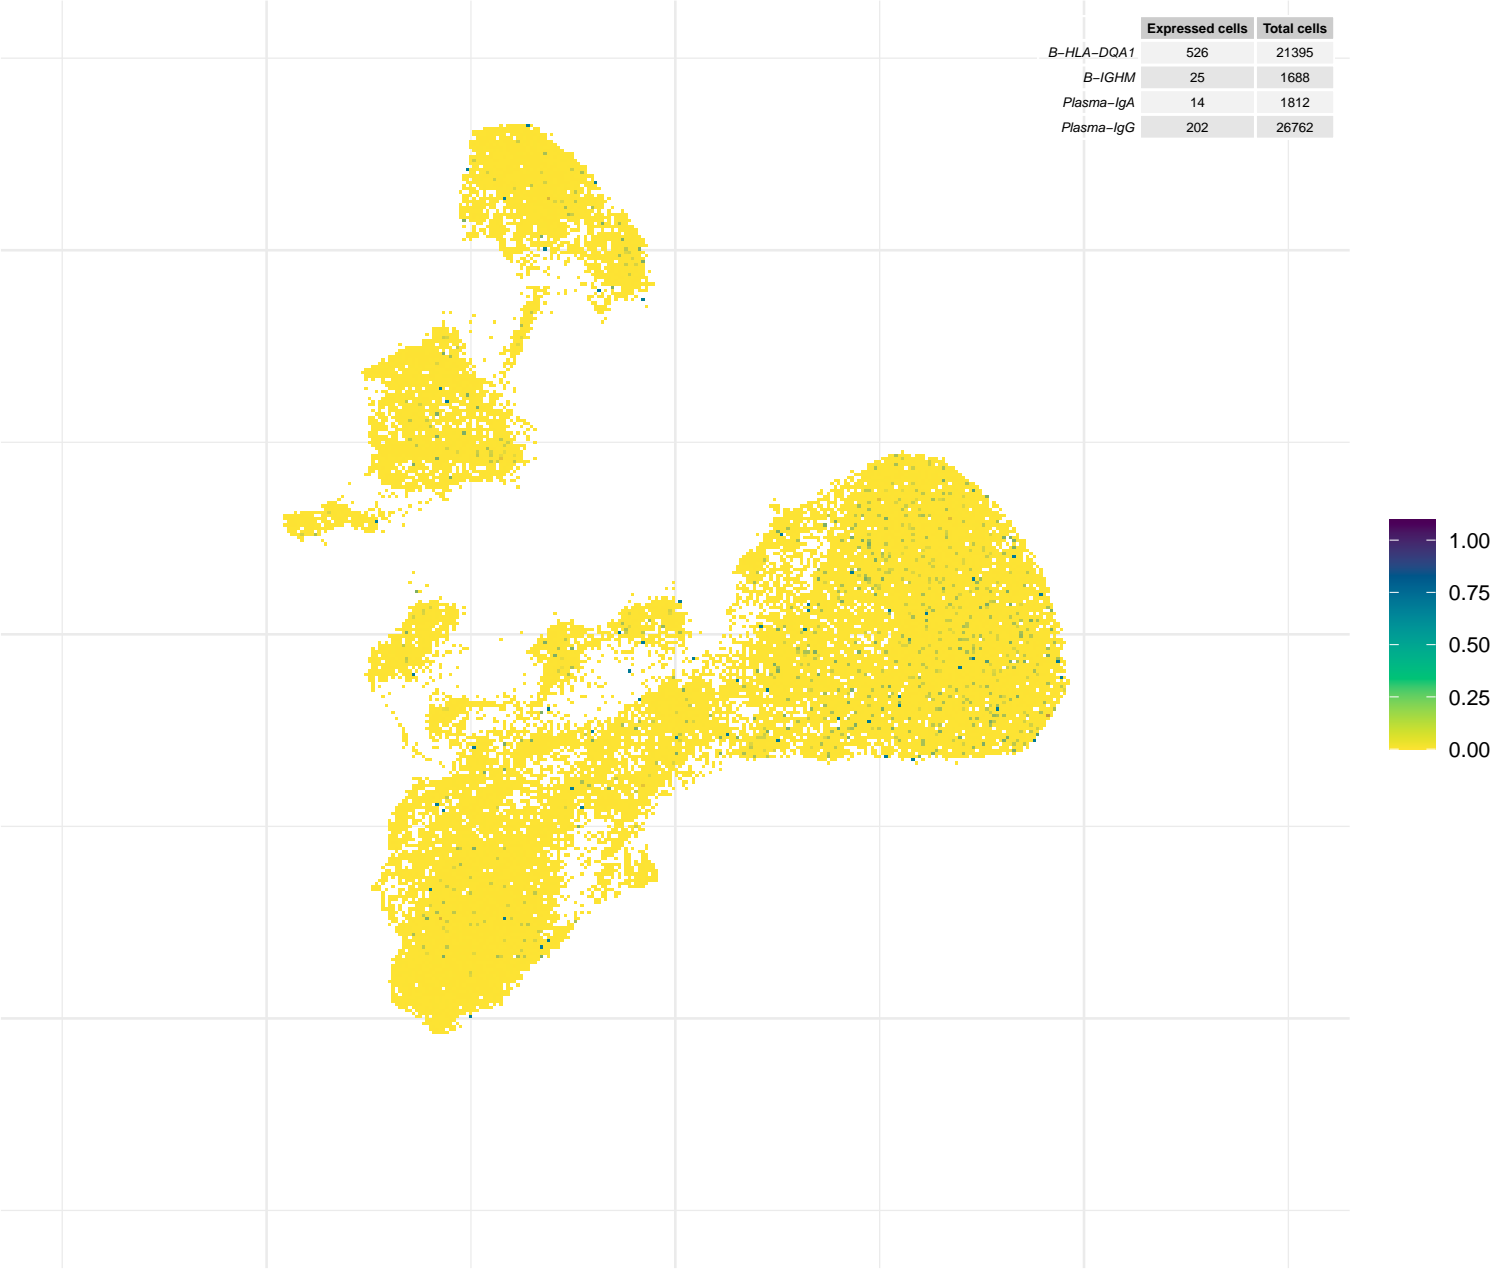 Expressed cells Total cells
B−HLA−DQA1 526 21395
B−IGHM 25 1688
Plasma−IgA 14 1812
Plasma−IgG 202 26762
1.00
0.75
0.50
0.25
0.00